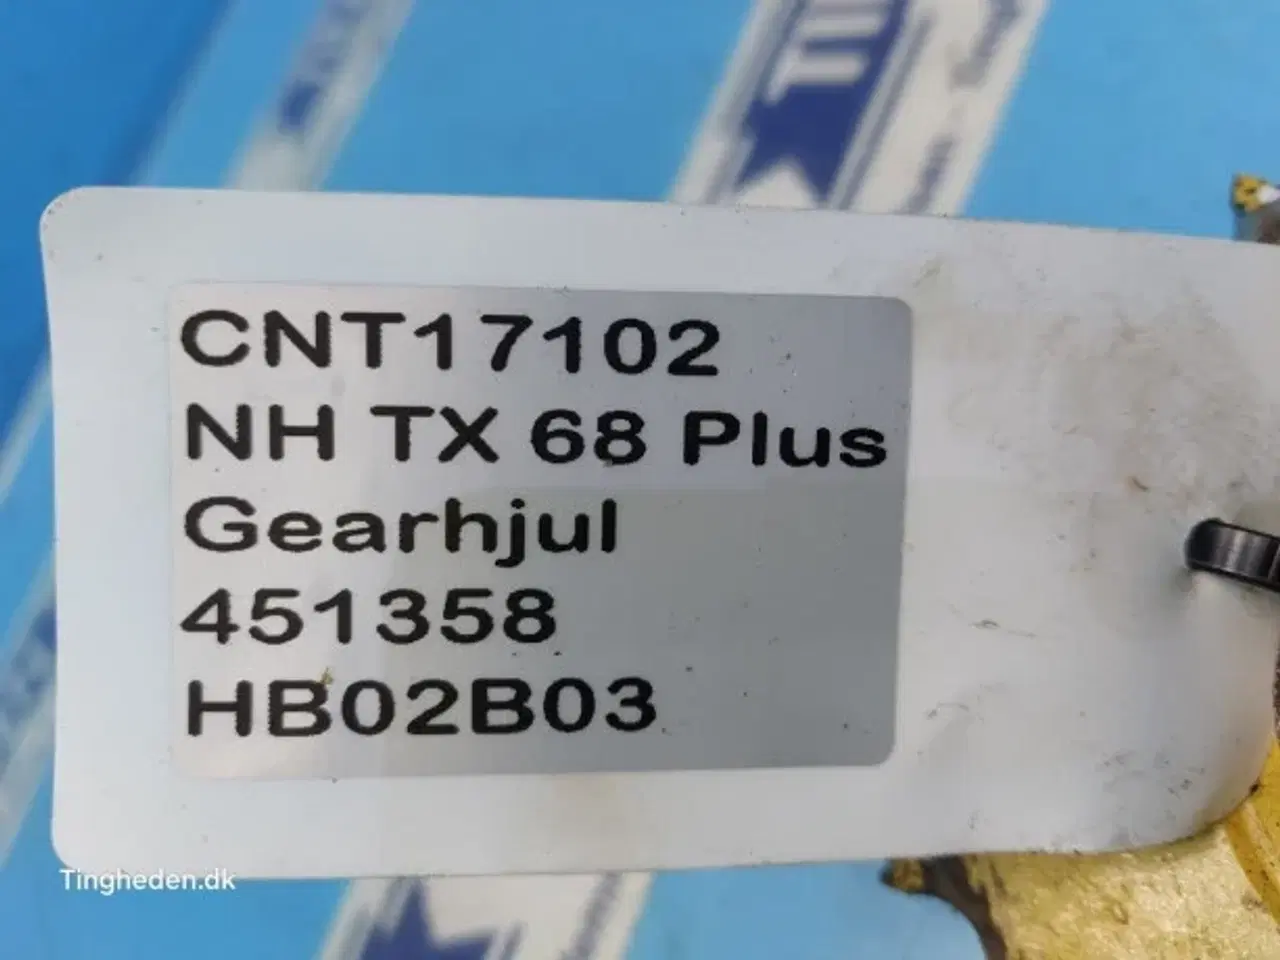 CNT17102
NH TX 68 Plus
Gearhjul
451358
HB02B03
Tingheden.dk